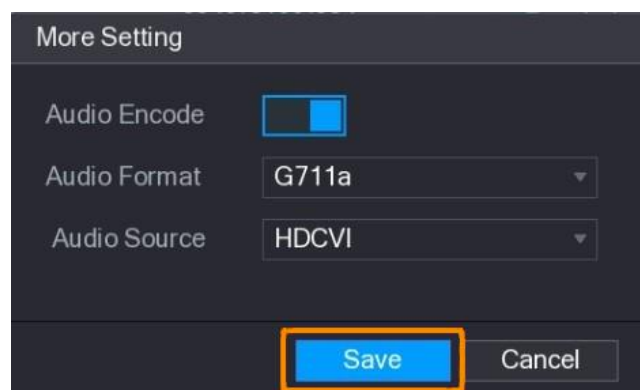 More Setting
Audio Encode
Audio Format G711a
Audio Source HDCVI
Save Cancel